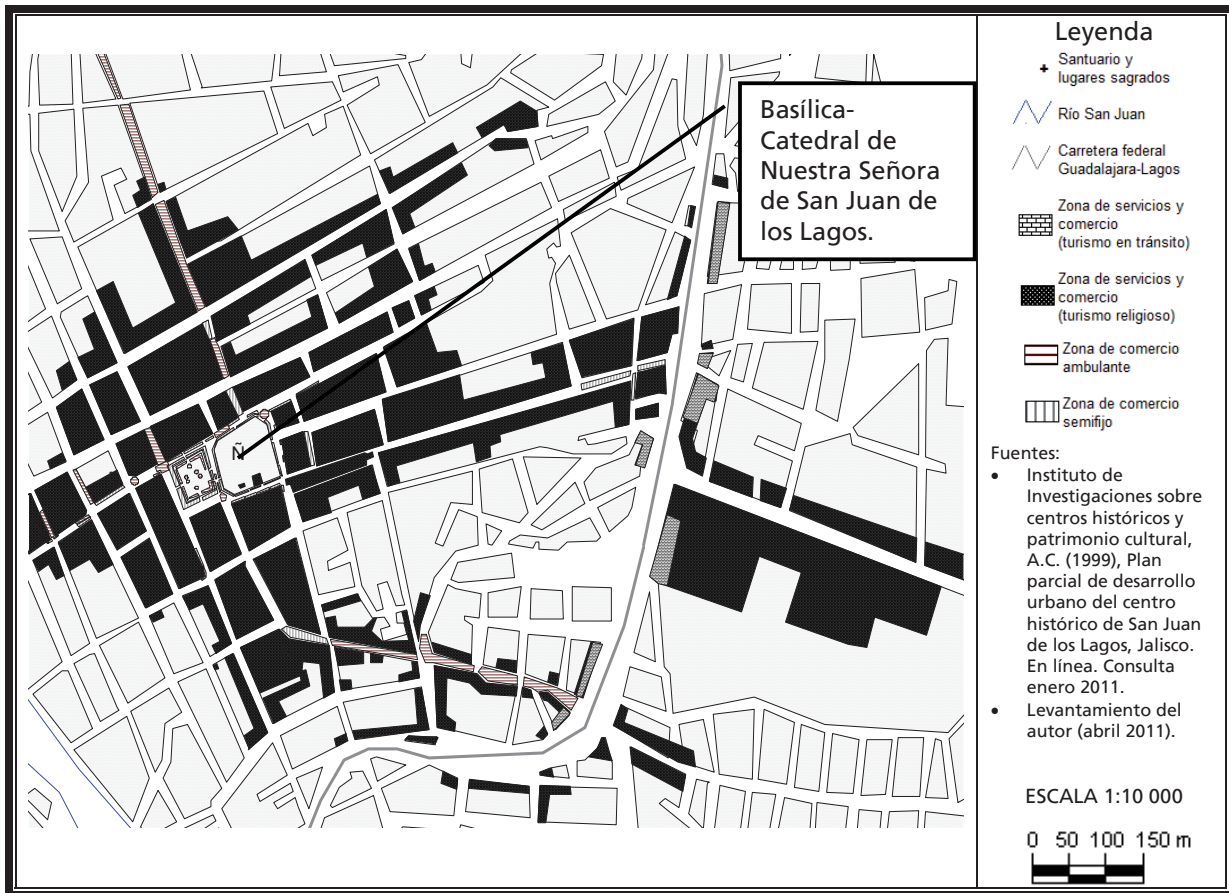 Basílica-
Catedral de
Nuestra Señora
de San Juan de
los Lagos.
Ñ
Leyenda
Santuario y
lugares sagrados
Río San Juan
Carretera federal
Guadalajara-Lagos
Zona de servicios y
comercio
(turismo en tránsito)
Zona de servicios y
comercio
(turismo religioso)
Zona de comercio
ambulante
Zona de comercio
semifijo
Fuentes:
• Instituto de
Investigaciones sobre
centros históricos y
patrimonio cultural,
A.C. (1999), Plan
parcial de desarrollo
urbano del centro
histórico de San Juan
de los Lagos, Jalisco.
En línea. Consulta
enero 2011.
• Levantamiento del
autor (abril 2011).
ESCALA 1:10 000
0 50 100 150 m